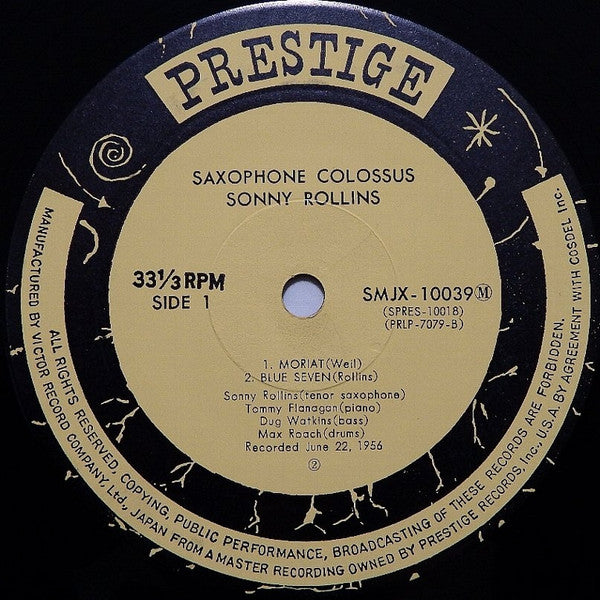 PRESTIGE
SAXOPHONE COLOSSUS
SONNY ROLLINS
33 1/3 RPM
SIDE 1
SMJX-10039 Ⓜ
(SPRES-10018)
(PRLP-7079-B)
1. MORIAT (Weil)
2. BLUE SEVEN (Rollins)
Sonny Rollins (tenor saxophone)
Tommy Flanagan (piano)
Dug Watkins (bass)
Max Roach (drums)
Recorded June 22, 1956
②
ALL RIGHTS RESERVED, COPYING, PUBLIC PERFORMANCE, BROADCASTING OF THESE RECORDS ARE FORBIDDEN.
MANUFACTURED BY VICTOR RECORD COMPANY, Ltd., JAPAN FROM A MASTER RECORDING OWNED BY PRESTIGE RECORDS, Inc., U.S.A. BY AGREEMENT WITH COSDEL Inc.